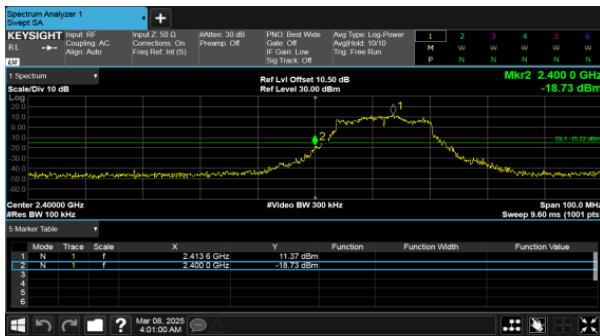 Spectrum Analyzer 1
Swept SA
KEYSIGHT Input: RF Input Z: 50 Ω #Atten: 30 dB PNO: Best Wide Avg Type: Log-Power 1 2 3 4 5 6
RL Coupling: AC Corrections: On Preamp: Off Gate: Off Avg|Hold: 10/10 M W W W W W
Align: Auto Freq Ref: Int (S) IF Gain: Low Trig: Free Run
Sig Track: Off P N N N N N
1 Spectrum Ref Lvl Offset 10.50 dB Mkr2 2.400 0 GHz
Scale/Div 10 dB Ref Level 30.00 dBm -18.73 dBm
Log
20.0
10.0
0.00
-10.0
-20.0
-30.0
-40.0
-50.0
-60.0
1
2
DL1 -15.22 dBm
Center 2.40000 GHz #Video BW 300 kHz Span 100.0 MHz
#Res BW 100 kHz Sweep 9.60 ms (1001 pts)
5 Marker Table
Mode Trace Scale X Y Function Function Width Function Value
1 N 1 f 2.413 6 GHz 11.37 dBm
2 N 1 f 2.400 0 GHz -18.73 dBm
3
4
5
6
? Mar 08, 2025
4:01:00 AM